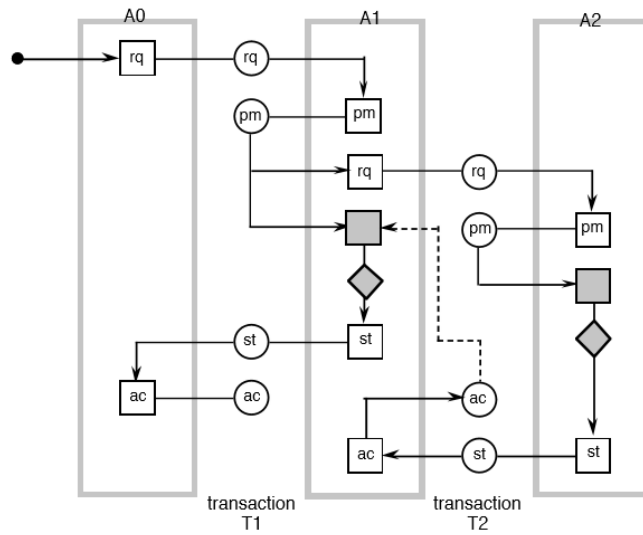 A0
A1
A2
rq
rq
pm
pm
rq
rq
pm
pm
st
st
ac
ac
ac
ac
st
st
transaction
T1
transaction
T2